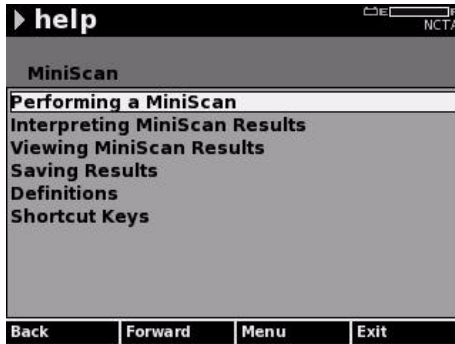 help
E F
NCTA
MiniScan
Performing a MiniScan
Interpreting MiniScan Results
Viewing MiniScan Results
Saving Results
Definitions
Shortcut Keys
Back Forward Menu Exit